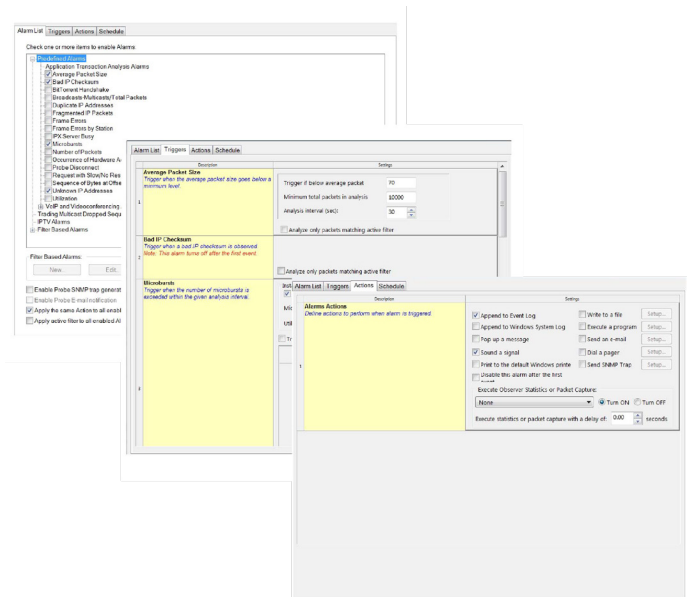 Alarm List Triggers Actions Schedule
Check one or more items to enable Alarms
Predefined Alarms
Application Transaction Analysis Alarms
Average Packet Size
Bad IP Checksum
BitTorrent Handshake
Broadcasts-Multicasts/Total Packets
Duplicate IP Addresses
Fragmented IP Packets
Frame Errors
Frame Errors by Station
IPX Server Busy
Microbursts
Number of Packets
Occurrence of Hardware A
Probe Disconnect
Request with Slow/No Res
Sequence of Bytes at Offse
Unknown IP Addresses
Utilization
VoIP and Videoconferencing
Trading Multicast Dropped Sequ
IPTV Alarms
Filter Based Alarms
Filter Based Alarms:
New... Edit
Enable Probe SNMP trap generat
Enable Probe E-mail notification
Apply the same Action to all enabl
Apply active filter to all enabled Al
Alarm List Triggers Actions Schedule
Description Settings
1
Average Packet Size
Trigger when the average packet size goes below a
minimum level.
Trigger if below average packet 70
Minimum total packets in analysis 10000
Analysis interval (sec): 30
Analyze only packets matching active filter
2
Bad IP Checksum
Trigger when a bad IP checksum is observed
Note: This alarm turns off after the first event.
Analyze only packets matching active filter
3
Microbursts
Trigger when the number of microbursts is
exceeded within the given analysis interval.
Inst
Mic
Util
Tr
Alarm List Triggers Actions Schedule
Description Settings
1
Alarms Actions
Define actions to perform when alarm is triggered.
Append to Event Log Write to a file Setup...
Append to Windows System Log Execute a program Setup...
Pop up a message Send an e-mail Setup...
Sound a signal Dial a pager Setup...
Print to the default Windows printe Send SNMP Trap Setup...
Disable this alarm after the first
Execute Observer Statistics or Packet
Capture:
None Turn ON Turn OFF
Execute statistics or packet capture with a delay of: 0.00 seconds